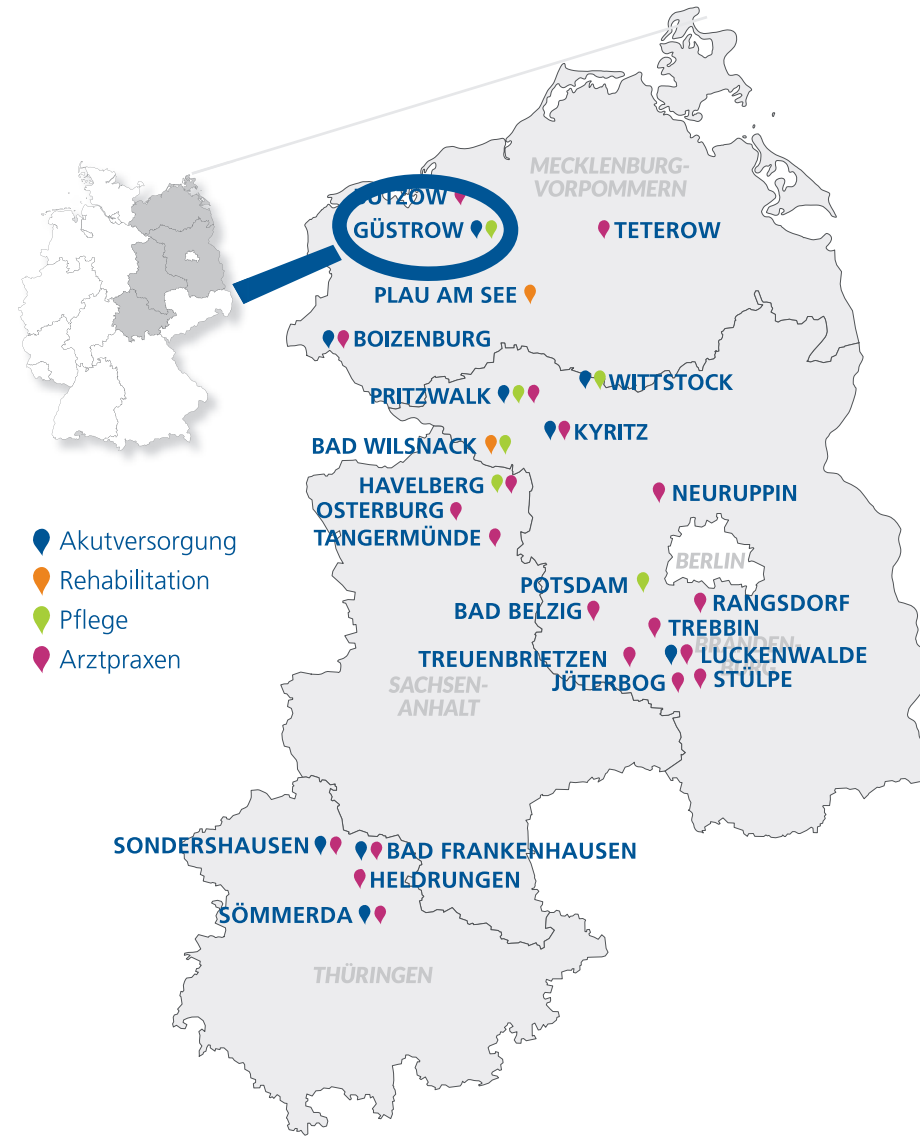 MECKLENBURG-
VORPOMMERN
GÜSTROW
TETEROW
PLAU AM SEE
BOIZENBURG
WITTSTOCK
PRITZWALK
KYRITZ
BAD WILSNACK
HAVELBERG
NEURUPPIN
OSTERBURG
TANGERMÜNDE
Akutversorgung
Rehabilitation
Pflege
Arztpraxen
BERLIN
POTSDAM
RANGSDORF
BAD BELZIG
TREBBIN
BRANDEN-
BURG
LUCKENWALDE
TREUENBRIETZEN
STÜLPE
JÜTERBOG
SACHSEN-
ANHALT
SONDERSHAUSEN
BAD FRANKENHAUSEN
HELDRUNGEN
SÖMMERDA
THÜRINGEN